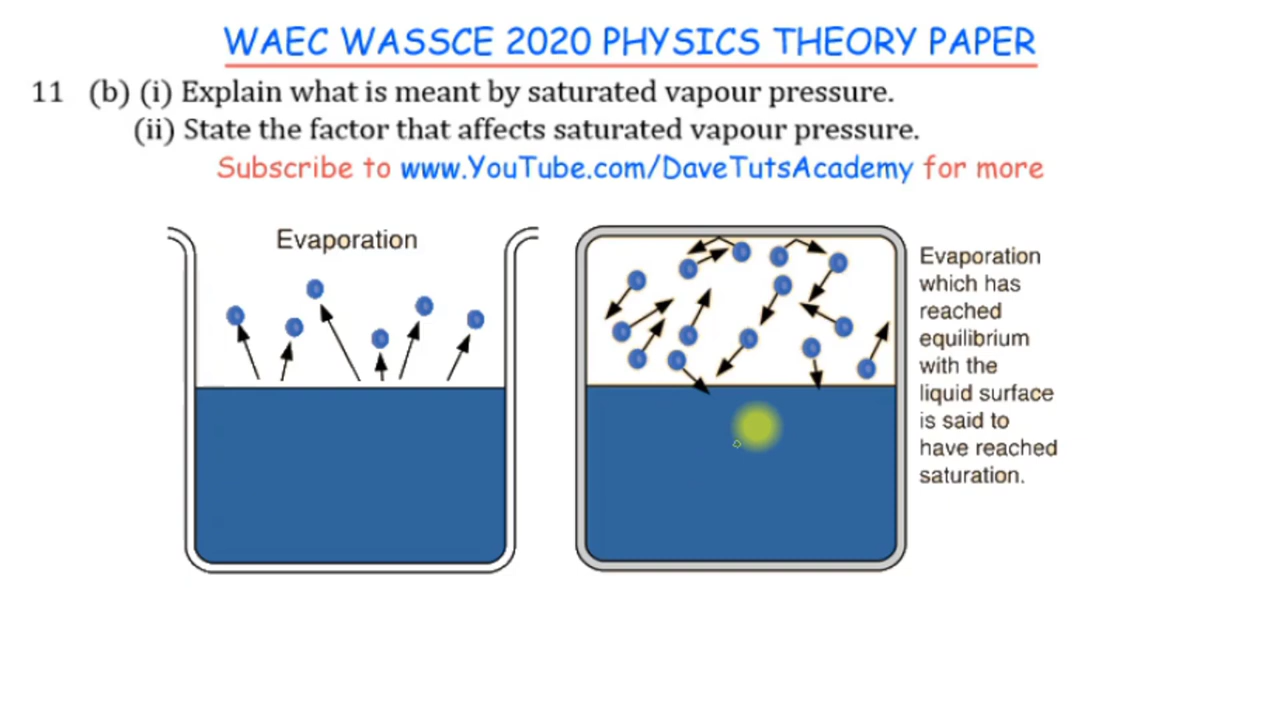 WAEC WASSCE 2020 PHYSICS THEORY PAPER
11 (b) (i) Explain what is meant by saturated vapour pressure.
(ii) State the factor that affects saturated vapour pressure.
Subscribe to www.YouTube.com/DaveTutsAcademy for more
Evaporation
Evaporation
which has
reached
equilibrium
with the
liquid surface
is said to
have reached
saturation.